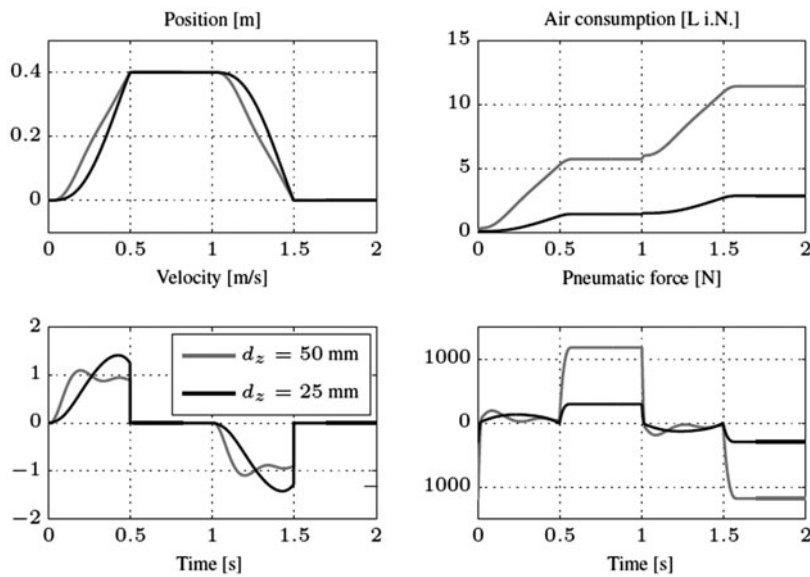 Position [m]
0.4
0.2
0
0 0.5 1 1.5 2
Velocity [m/s]
Air consumption [L i.N.]
15
10
5
0
0 0.5 1 1.5 2
Pneumatic force [N]
2
1
0
−1
−2
d_z = 50 mm
d_z = 25 mm
0 0.5 1 1.5 2
Time [s]
1000
0
1000
0 0.5 1 1.5 2
Time [s]